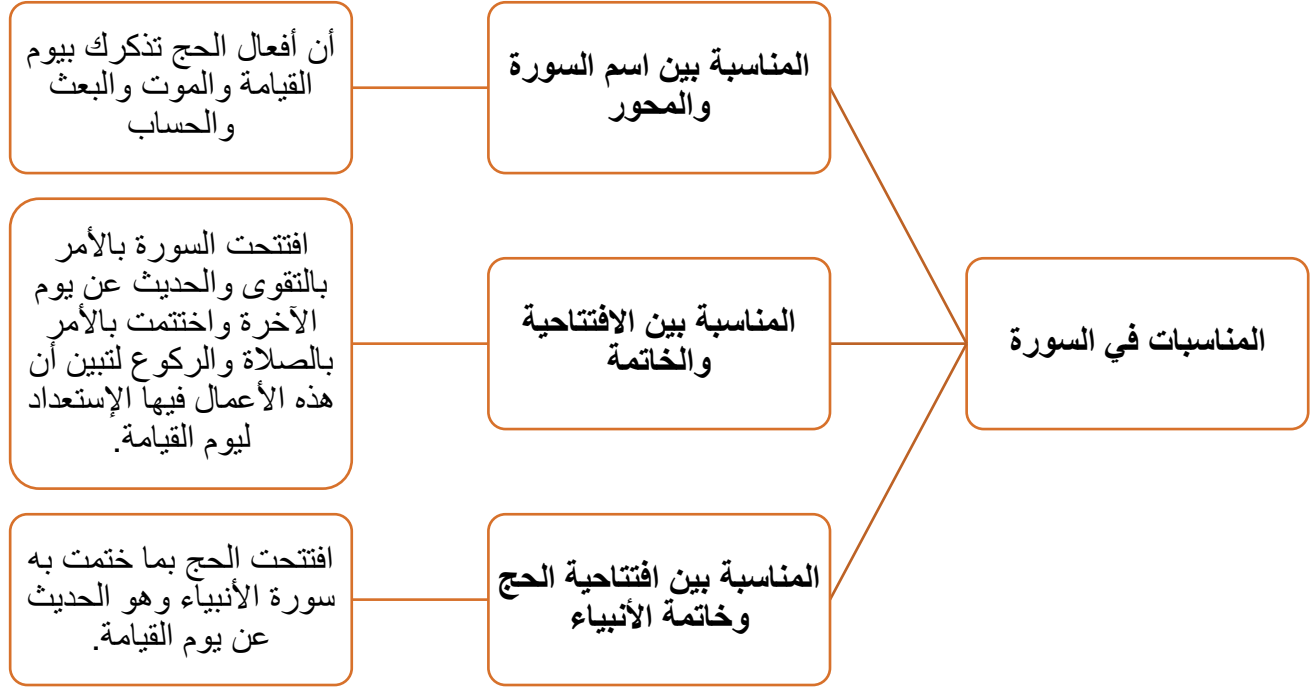 المناسبات في السورة
المناسبة بين اسم السورة
والمحور
أن أفعال الحج تذكرك بيوم
القيامة والموت والبعث
والحساب
المناسبة بين الافتتاحية
والخاتمة
افتتحت السورة بالأمر
بالتقوى والحديث عن يوم
الآخرة واختتمت بالأمر
بالصلاة والركوع لتبين أن
هذه الأعمال فيها الإستعداد
ليوم القيامة.
المناسبة بين افتتاحية الحج
وخاتمة الأنبياء
افتتحت الحج بما ختمت به
سورة الأنبياء وهو الحديث
عن يوم القيامة.